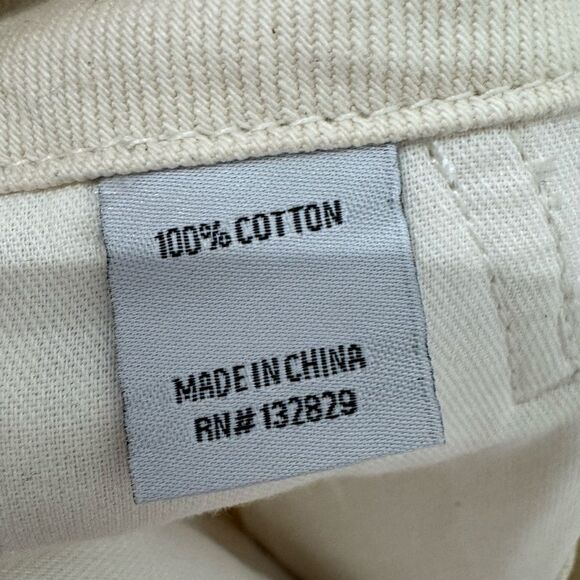 100% COTTON
MADE IN CHINA
RN# 132829